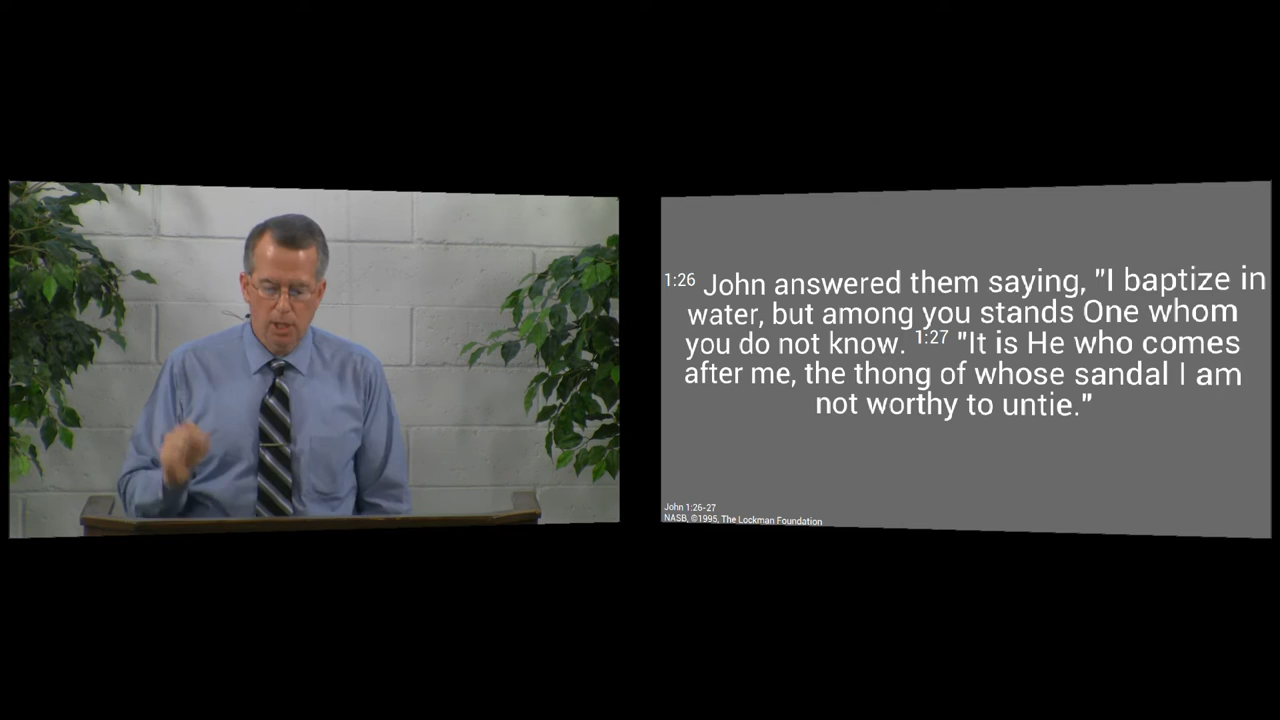 1:26 John answered them saying, "I baptize in
water, but among you stands One whom
you do not know. 1:27 "It is He who comes
after me, the thong of whose sandal I am
not worthy to untie."
John 1:26-27
NASB, ©1995, The Lockman Foundation